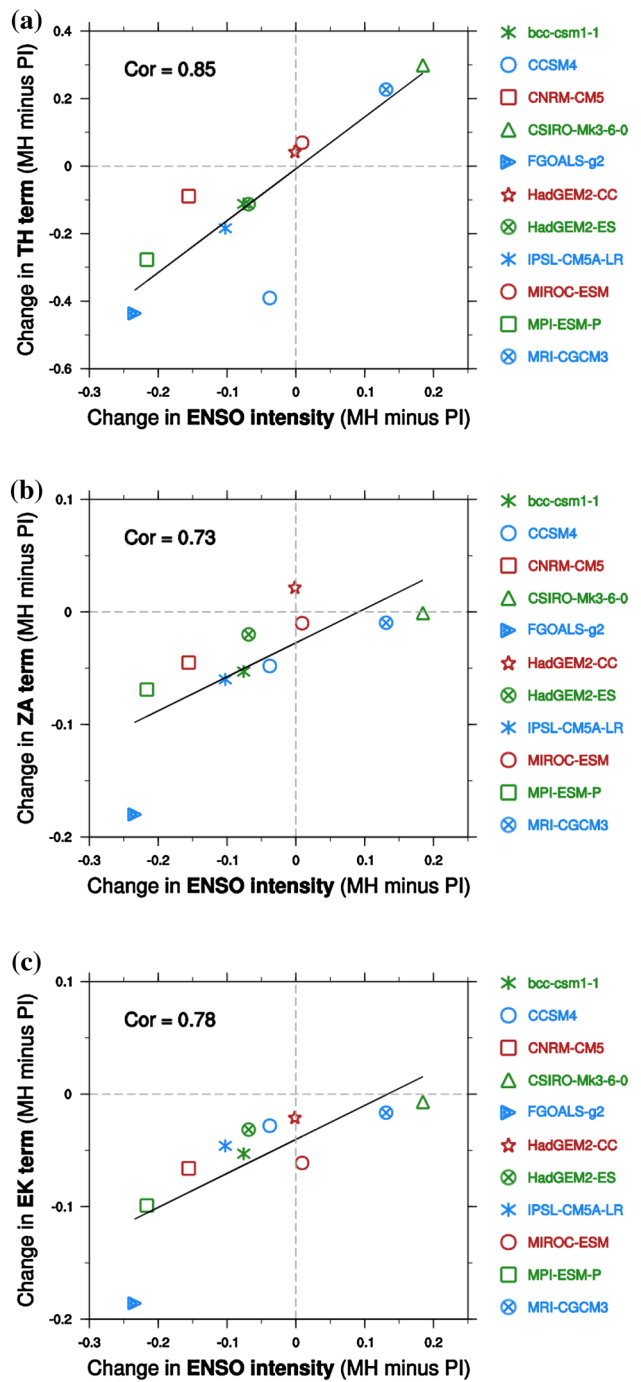 (a)
0.4
0.2
0
-0.2
-0.4
-0.6
Change in TH term (MH minus PI)
Cor = 0.85
-0.3 -0.2 -0.1 0 0.1 0.2
Change in ENSO intensity (MH minus PI)
bcc-csm1-1
CCSM4
CNRM-CM5
CSIRO-Mk3-6-0
FGOALS-g2
HadGEM2-CC
HadGEM2-ES
IPSL-CM5A-LR
MIROC-ESM
MPI-ESM-P
MRI-CGCM3
(b)
0.1
0
-0.1
-0.2
Change in ZA term (MH minus PI)
Cor = 0.73
-0.3 -0.2 -0.1 0 0.1 0.2
Change in ENSO intensity (MH minus PI)
bcc-csm1-1
CCSM4
CNRM-CM5
CSIRO-Mk3-6-0
FGOALS-g2
HadGEM2-CC
HadGEM2-ES
IPSL-CM5A-LR
MIROC-ESM
MPI-ESM-P
MRI-CGCM3
(c)
0.1
0
-0.1
-0.2
Change in EK term (MH minus PI)
Cor = 0.78
-0.3 -0.2 -0.1 0 0.1 0.2
Change in ENSO intensity (MH minus PI)
bcc-csm1-1
CCSM4
CNRM-CM5
CSIRO-Mk3-6-0
FGOALS-g2
HadGEM2-CC
HadGEM2-ES
IPSL-CM5A-LR
MIROC-ESM
MPI-ESM-P
MRI-CGCM3